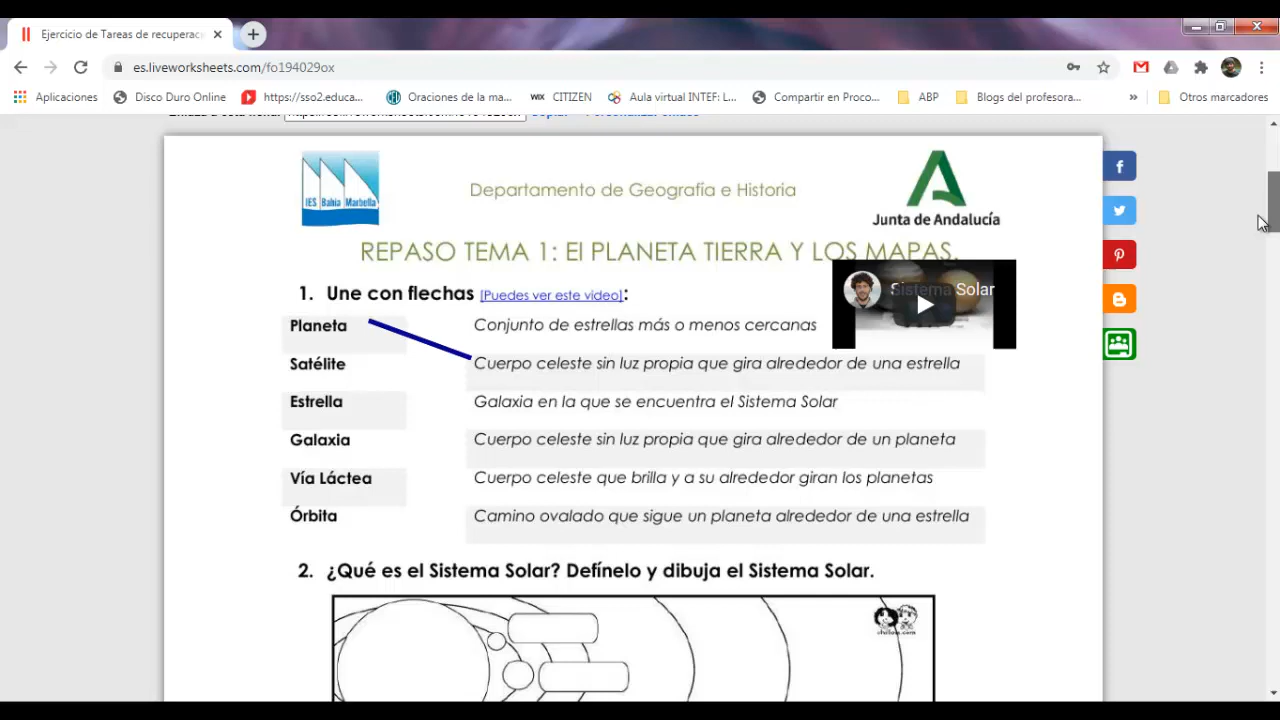 Ejercicio de Tareas de recuperac
es.liveworksheets.com/fo194029ox
Aplicaciones Disco Duro Online https://sso2.educa... Oraciones de la ma... WIX CITIZEN Aula virtual INTEF: L... Compartir en Proco... ABP Blogs del profesora... » Otros marcadores
IES Bahía Marbella
Departamento de Geografía e Historia
Junta de Andalucía
REPASO TEMA 1: El PLANETA TIERRA Y LOS MAPAS.
Sistema Solar
1. Une con flechas [Puedes ver este video]:
Planeta Conjunto de estrellas más o menos cercanas
Satélite Cuerpo celeste sin luz propia que gira alrededor de una estrella
Estrella Galaxia en la que se encuentra el Sistema Solar
Galaxia Cuerpo celeste sin luz propia que gira alrededor de un planeta
Vía Láctea Cuerpo celeste que brilla y a su alrededor giran los planetas
Órbita Camino ovalado que sigue un planeta alrededor de una estrella
2. ¿Qué es el Sistema Solar? Defínelo y dibuja el Sistema Solar.